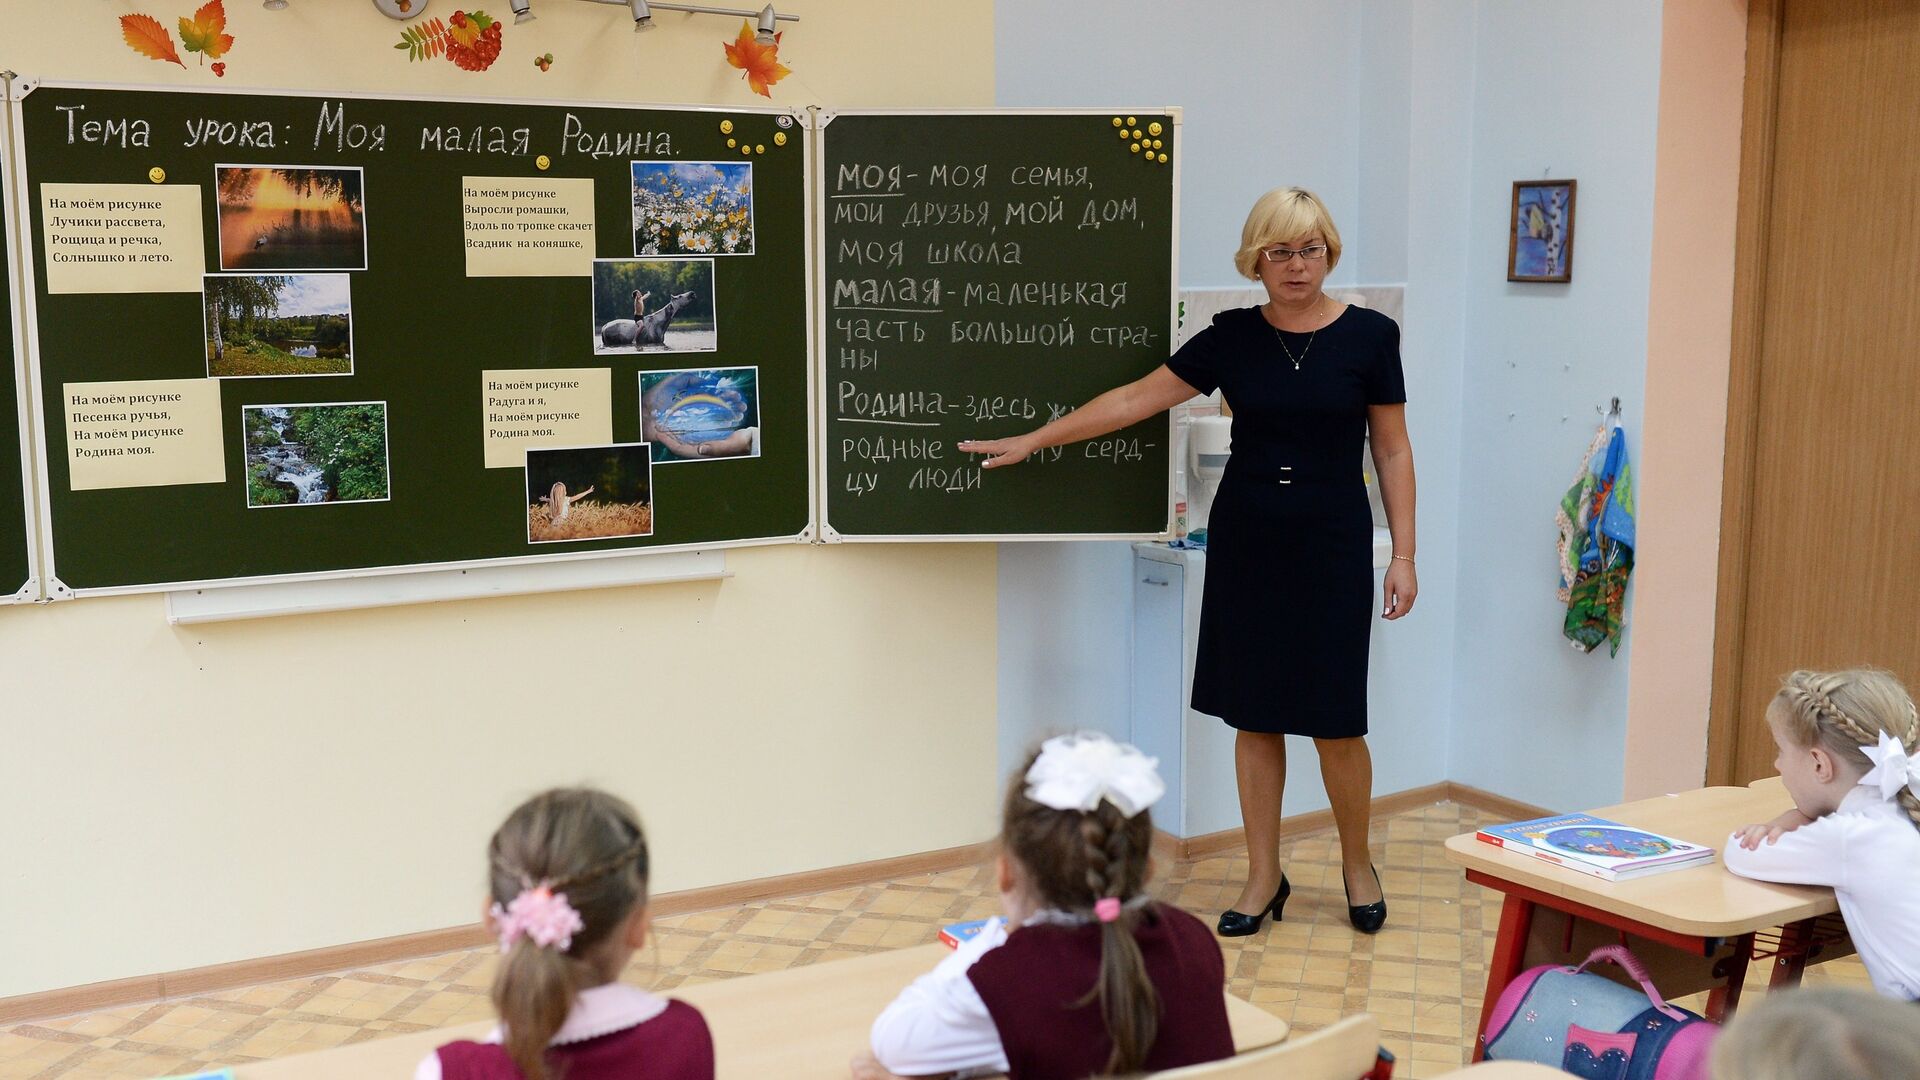 Тема урока: Моя малая Родина.
На моём рисунке
Лучики рассвета,
Рощица и речка,
Солнышко и лето.
На моём рисунке
Песенка ручья,
На моём рисунке
Родина моя.
На моём рисунке
Выросли ромашки,
Вдоль по тропке скачет
Всадник на коняшке,
На моём рисунке
Радуга и я,
На моём рисунке
Родина моя.
моя - моя семья,
мои друзья, мой дом,
моя школа
малая - маленькая
часть большой стра-
ны
Родина - здесь
родные серд-
цу люди